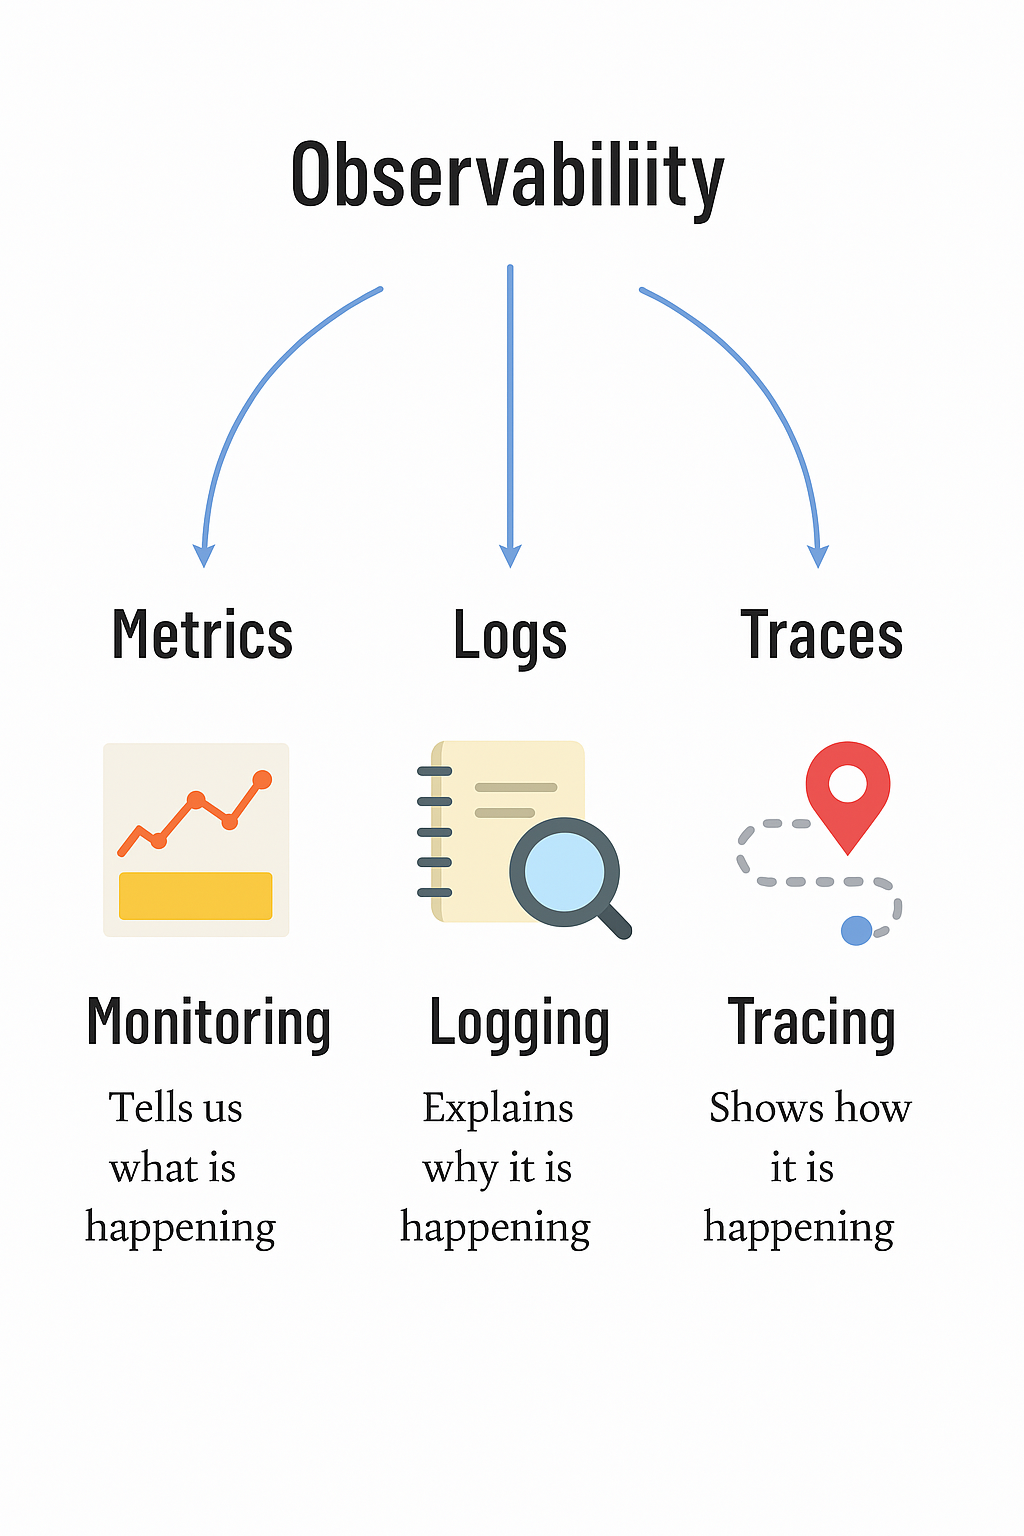 Observabiliity
Metrics Logs Traces
Monitoring Logging Tracing
Tells us
what is
happening
Explains
why it is
happening
Shows how
it is
happening